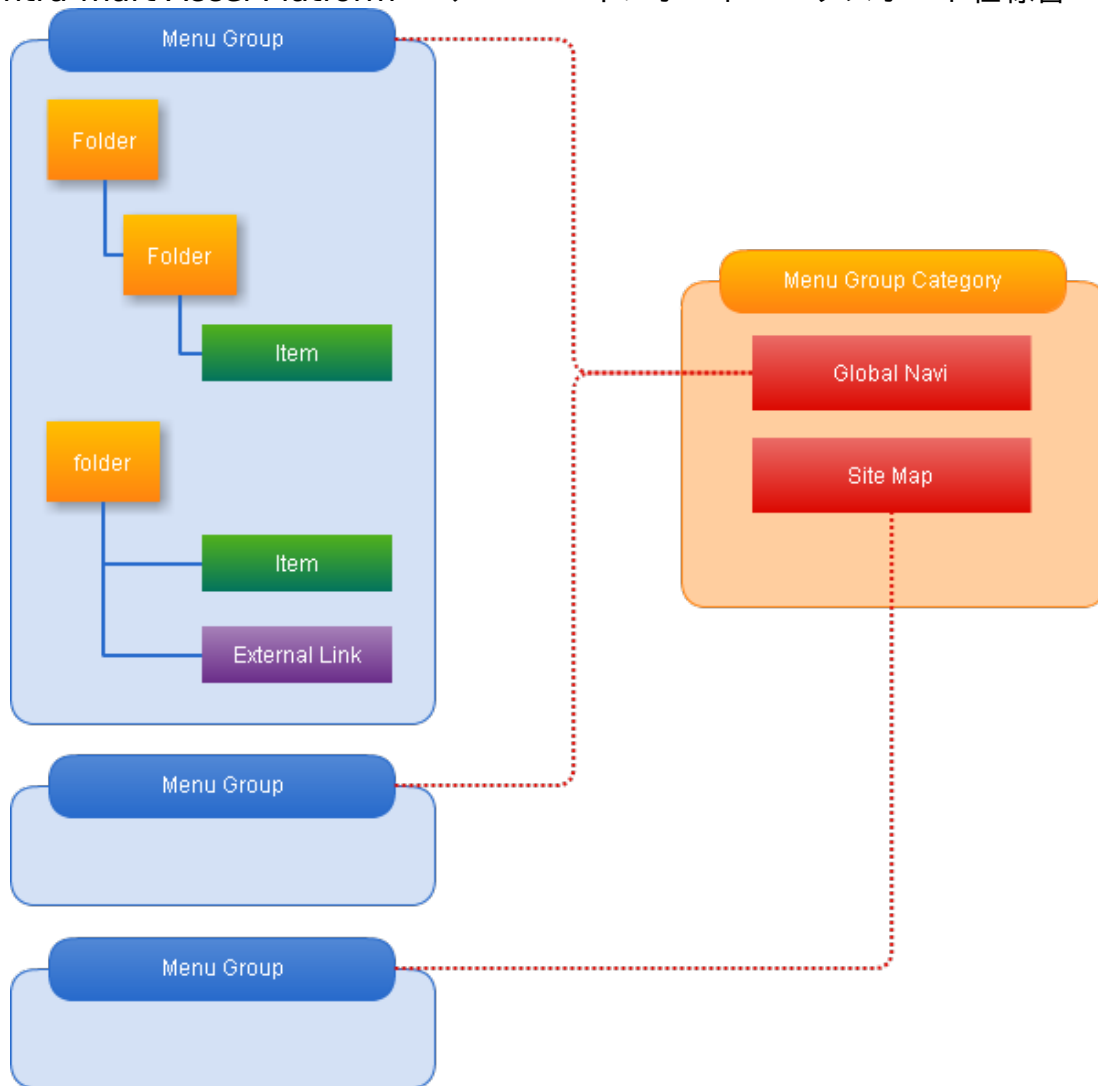 Menu Group
Folder
Folder
Item
folder
Item
External Link
Menu Group Category
Global Navi
Site Map
Menu Group
Menu Group